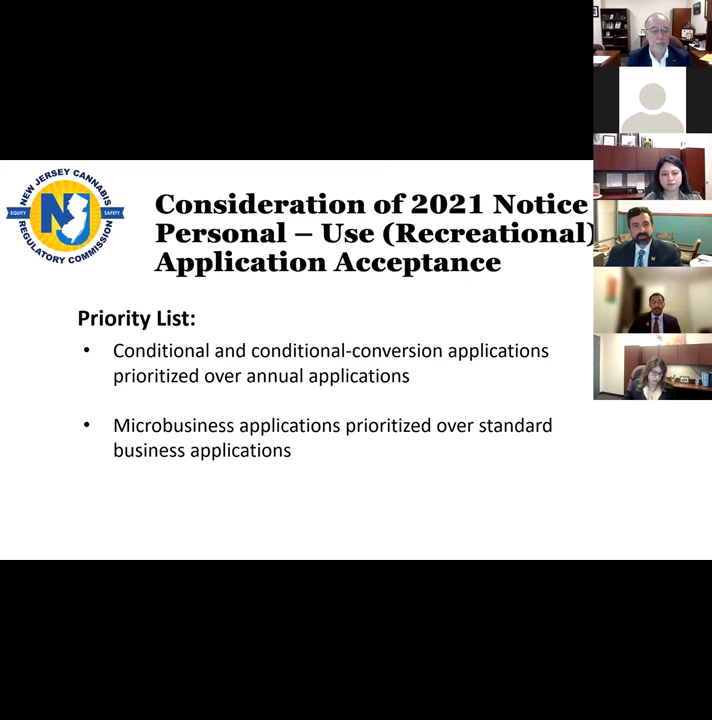 NEW JERSEY CANNABIS
EQUITY
SAFETY
NJ
REGULATORY COMMISSION
Consideration of 2021 Notice
Personal – Use (Recreational)
Application Acceptance
Priority List:
• Conditional and conditional-conversion applications
prioritized over annual applications
• Microbusiness applications prioritized over standard
business applications